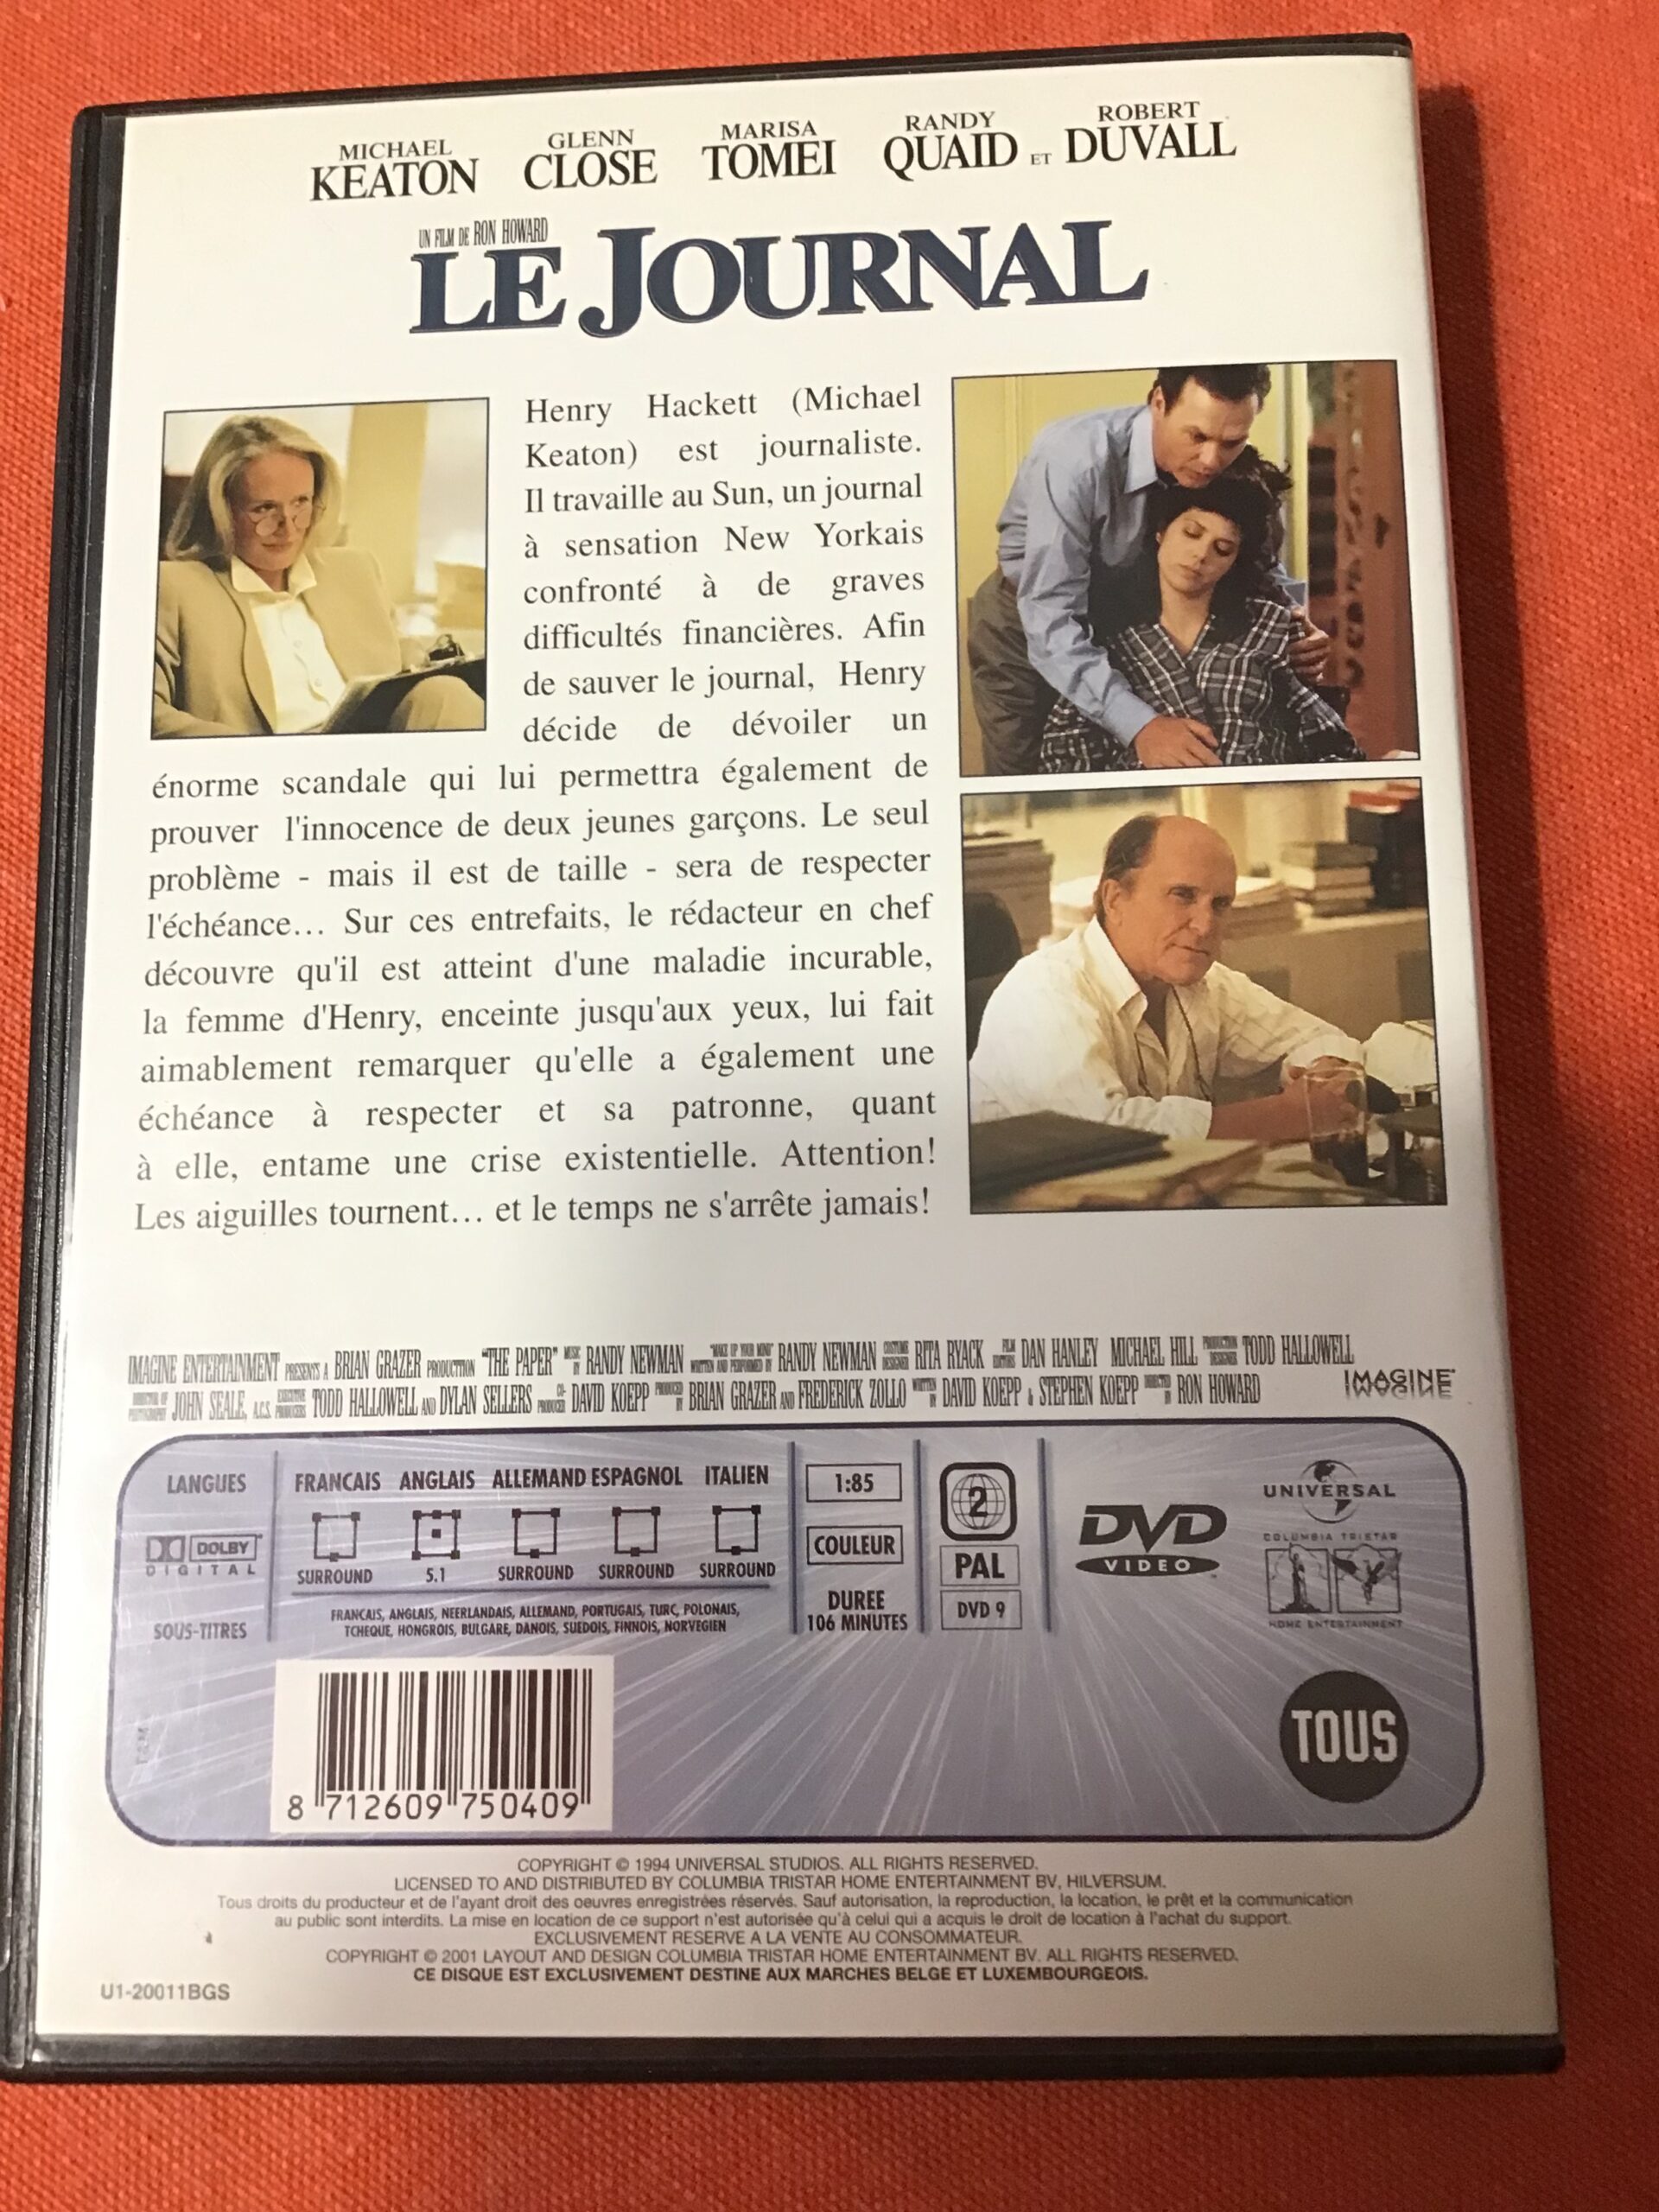 MICHAEL KEATON GLENN CLOSE MARISA TOMEI RANDY QUAID ET ROBERT DUVALL
UN FILM DE RON HOWARD
LE JOURNAL
Henry Hackett (Michael
Keaton) est journaliste.
Il travaille au Sun, un journal
à sensation New Yorkais
confronté à de graves
difficultés financières. Afin
de sauver le journal, Henry
décide de dévoiler un
énorme scandale qui lui permettra également de
prouver l'innocence de deux jeunes garçons. Le seul
problème - mais il est de taille - sera de respecter
l'échéance... Sur ces entrefaits, le rédacteur en chef
découvre qu'il est atteint d'une maladie incurable,
la femme d'Henry, enceinte jusqu'aux yeux, lui fait
aimablement remarquer qu'elle a également une
échéance à respecter et sa patronne, quant
à elle, entame une crise existentielle. Attention!
Les aiguilles tournent... et le temps ne s'arrête jamais!
IMAGINE ENTERTAINMENT PRESENTS A BRIAN GRAZER PRODUCTION "THE PAPER" MUSIC BY RANDY NEWMAN "MAKE UP YOUR MIND" WRITTEN AND PERFORMED BY RANDY NEWMAN COSTUME DESIGNER RITA RYACK FILM EDITORS DAN HANLEY MICHAEL HILL PRODUCTION DESIGNER TODD HALLOWELL
DIRECTOR OF PHOTOGRAPHY JOHN SEALE, A.C.S. EXECUTIVE PRODUCERS TODD HALLOWELL AND DYLAN SELLERS CO-PRODUCER DAVID KOEPP PRODUCED BY BRIAN GRAZER AND FREDERICK ZOLLO WRITTEN BY DAVID KOEPP & STEPHEN KOEPP DIRECTED BY RON HOWARD
IMAGINE
LANGUES FRANCAIS ANGLAIS ALLEMAND ESPAGNOL ITALIEN
DOLBY DIGITAL
SURROUND 5.1 SURROUND SURROUND SURROUND
SOUS-TITRES
FRANCAIS, ANGLAIS, NEERLANDAIS, ALLEMAND, PORTUGAIS, TURC, POLONAIS,
TCHEQUE, HONGROIS, BULGARE, DANOIS, SUEDOIS, FINNOIS, NORVEGIEN
1:85
COULEUR
DUREE
106 MINUTES
2
PAL
DVD 9
DVD
VIDEO
UNIVERSAL
COLUMBIA TRISTAR
HOME ENTERTAINMENT
TOUS
8 712609 750409
COPYRIGHT © 1994 UNIVERSAL STUDIOS. ALL RIGHTS RESERVED.
LICENSED TO AND DISTRIBUTED BY COLUMBIA TRISTAR HOME ENTERTAINMENT BV, HILVERSUM.
Tous droits du producteur et de l'ayant droit des oeuvres enregistrées réservés. Sauf autorisation, la reproduction, la location, le prêt et la communication
au public sont interdits. La mise en location de ce support n'est autorisée qu'à celui qui a acquis le droit de location à l'achat du support.
EXCLUSIVEMENT RESERVE A LA VENTE AU CONSOMMATEUR.
COPYRIGHT © 2001 LAYOUT AND DESIGN COLUMBIA TRISTAR HOME ENTERTAINMENT BV. ALL RIGHTS RESERVED.
CE DISQUE EST EXCLUSIVEMENT DESTINE AUX MARCHES BELGE ET LUXEMBOURGEOIS.
U1-20011BGS